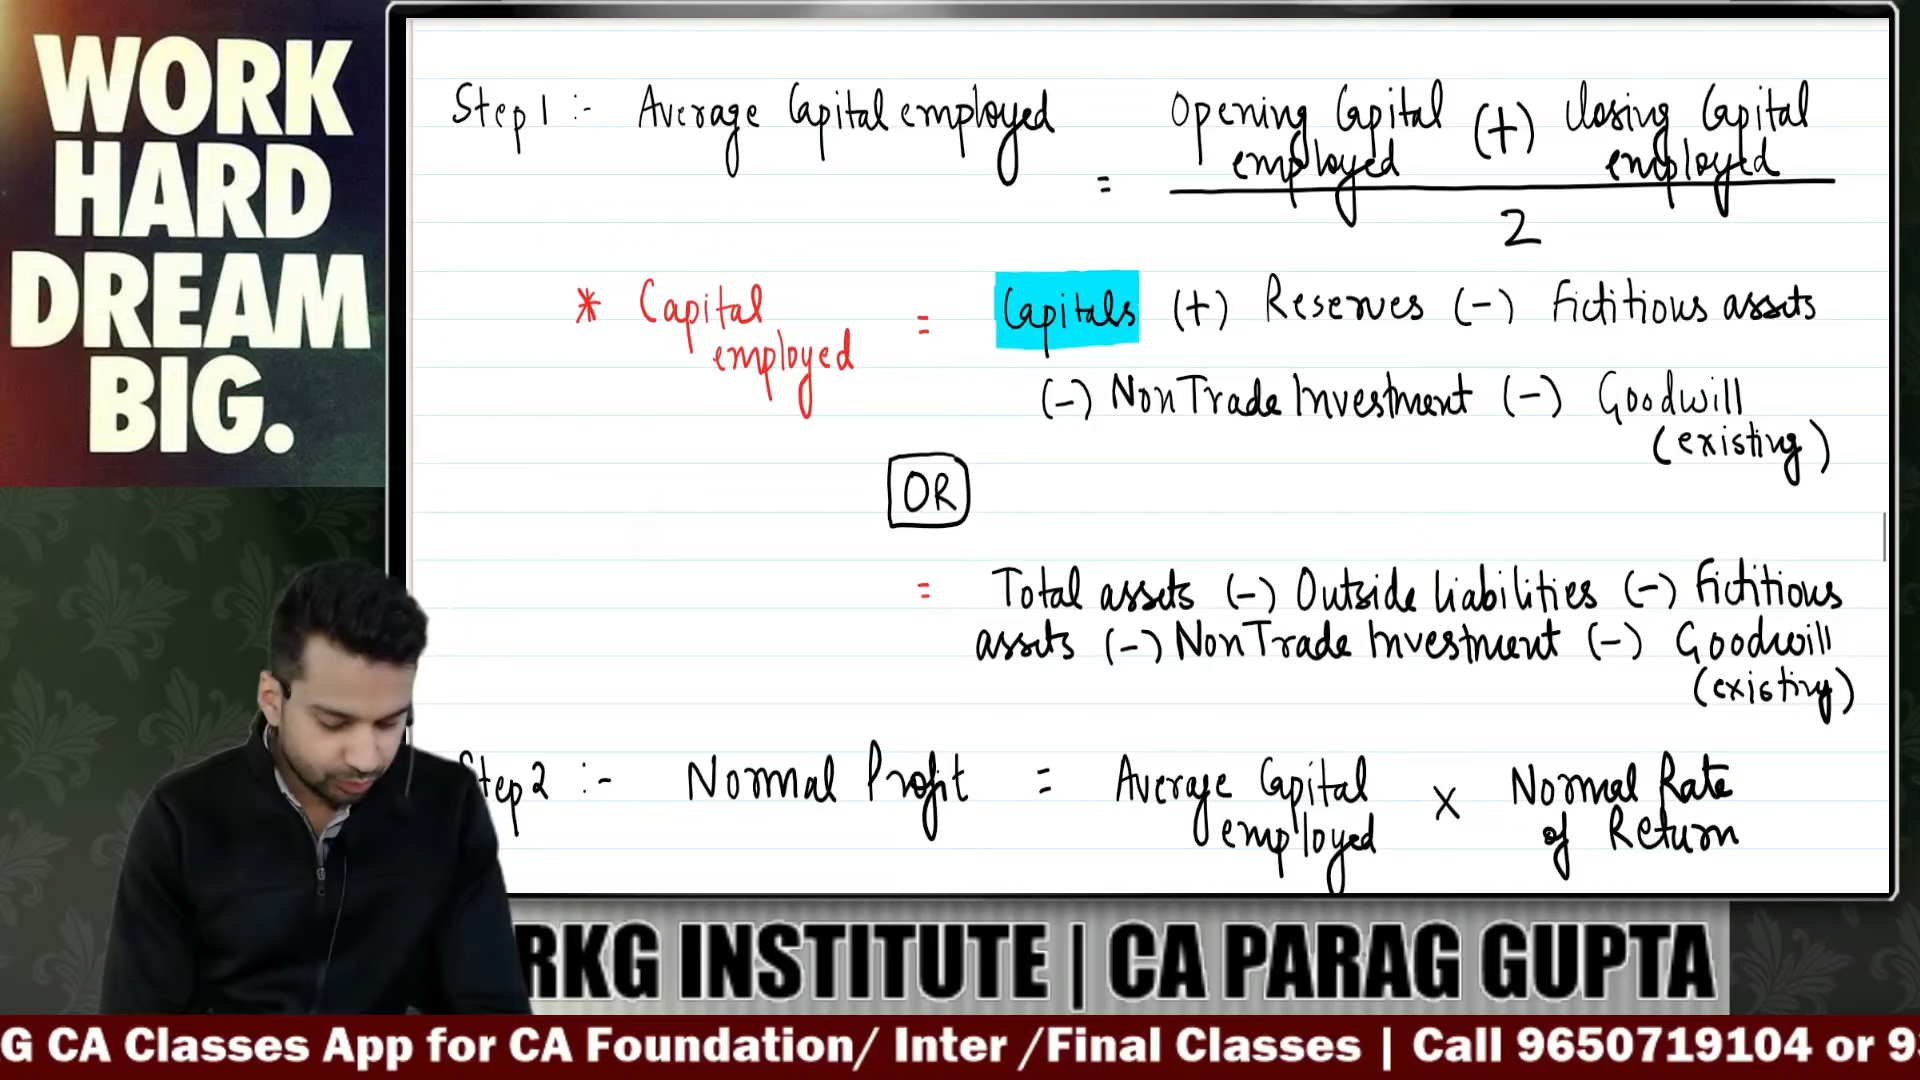 WORK
HARD
DREAM
BIG.
Step 1 :- Average Capital employed = Opening Capital employed (+) Closing Capital employed
2
* Capital employed = Capitals (+) Reserves (-) Fictitious assets
(-) Non Trade Investment (-) Goodwill
(existing)
OR
= Total assets (-) Outside liabilities (-) Fictitious
assets (-) Non Trade Investment (-) Goodwill
(existing)
Step 2 :- Normal Profit = Average Capital employed X Normal Rate of Return
RKG INSTITUTE | CA PARAG GUPTA
G CA Classes App for CA Foundation/ Inter /Final Classes | Call 9650719104 or 9